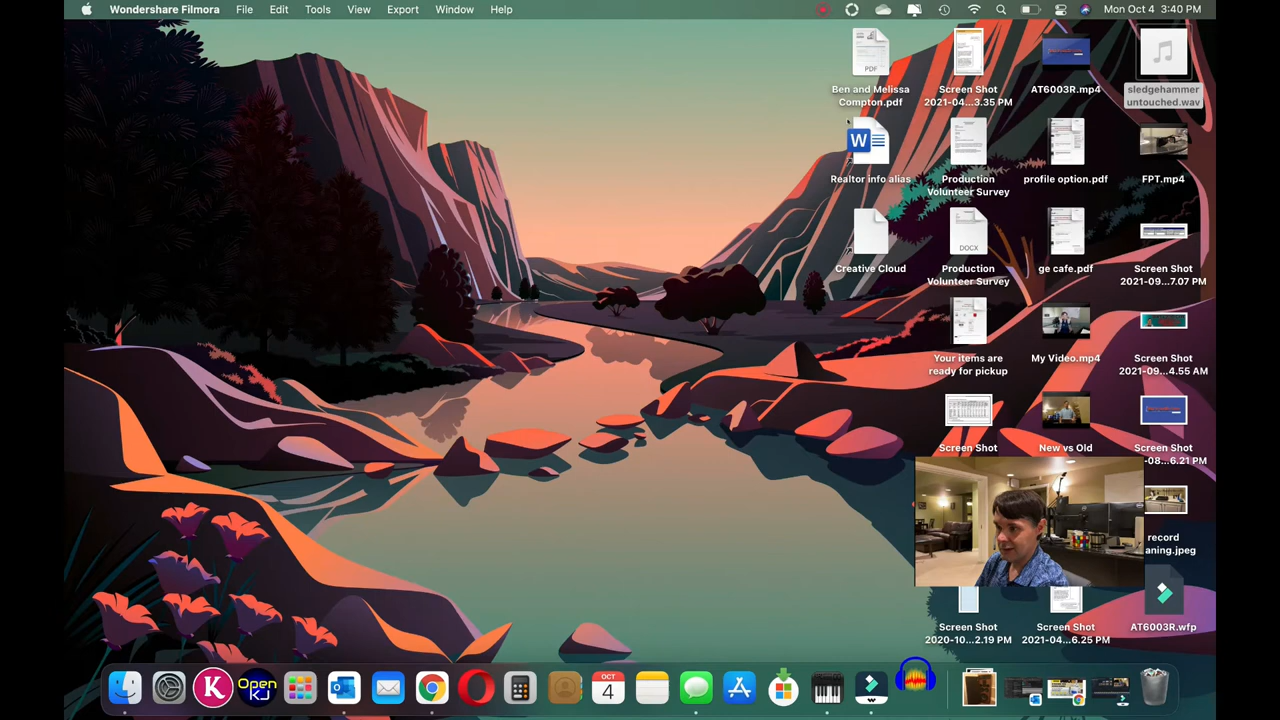 Wondershare Filmora File Edit Tools View Export Window Help Mon Oct 4 3:40 PM
Ben and Melissa
Compton.pdf
Screen Shot
2021-04...3.35 PM
AT6003R.mp4
sledgehammer
untouched.wav
PDF
W
Realtor info alias
Production
Volunteer Survey
profile option.pdf
FPT.mp4
Creative Cloud
DOCX
Production
Volunteer Survey
ge cafe.pdf
Screen Shot
2021-09...7.07 PM
Your items are
ready for pickup
My Video.mp4
Screen Shot
2021-09...4.55 AM
Screen Shot
New vs Old
Screen Shot
-08...6.21 PM
record
aning.jpeg
Screen Shot
2020-10...2.19 PM
Screen Shot
2021-04...6.25 PM
AT6003R.wfp
K
OpenKJ
OCT
4